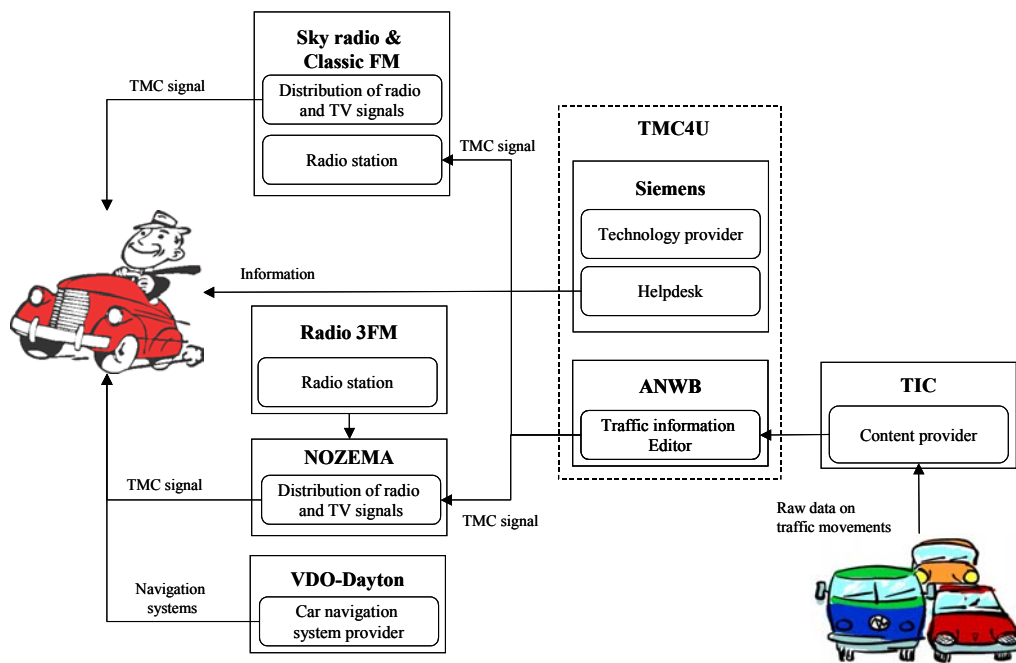 Sky radio &
Classic FM
Distribution of radio
and TV signals
Radio station
TMC signal
TMC signal
TMC4U
Siemens
Technology provider
Helpdesk
Information
Radio 3FM
Radio station
ANWB
Traffic information
Editor
TIC
Content provider
NOZEMA
Distribution of radio
and TV signals
TMC signal
TMC signal
Raw data on
traffic movements
VDO-Dayton
Car navigation
system provider
Navigation
systems